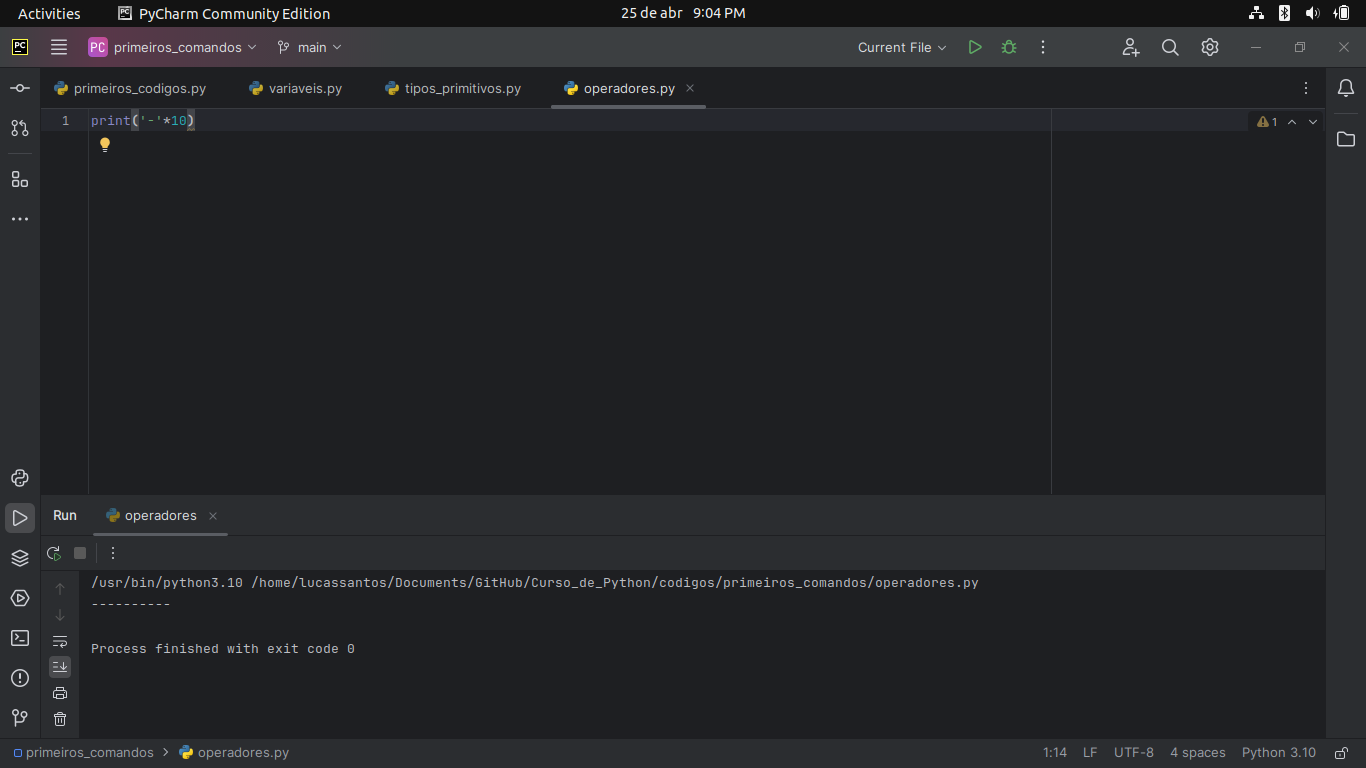 Activities PyCharm Community Edition 25 de abr 9:04 PM
PC PC primeiros_comandos main Current File
primeiros_codigos.py variaveis.py tipos_primitivos.py operadores.py
1 print('-'*10) 1
Run operadores
/usr/bin/python3.10 /home/lucassantos/Documents/GitHub/Curso_de_Python/codigos/primeiros_comandos/operadores.py
----------
Process finished with exit code 0
primeiros_comandos operadores.py 1:14 LF UTF-8 4 spaces Python 3.10